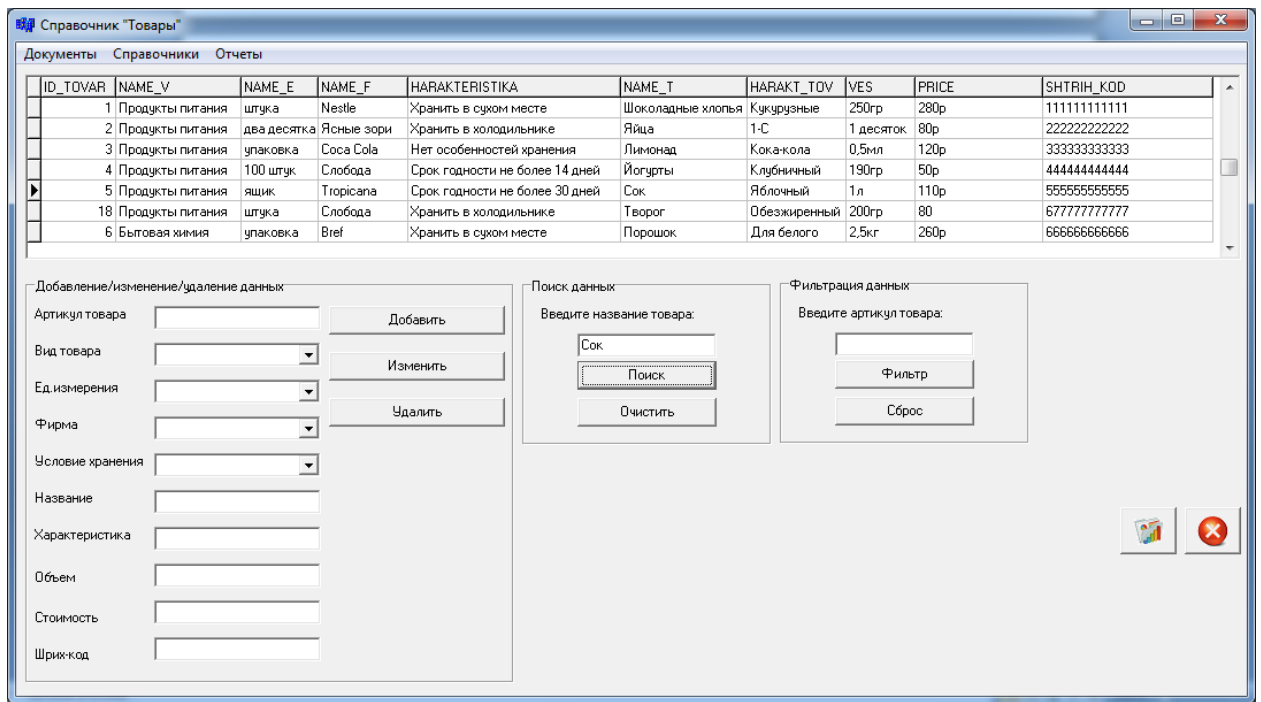 Справочник "Товары"
Документы Справочники Отчеты
ID_TOVAR NAME_V NAME_E NAME_F HARAKTERISTIKA NAME_T HARAKT_TOV VES PRICE SHTRIH_KOD
1 Продукты питания штука Nestle Хранить в сухом месте Шоколадные хлопья Кукурузные 250гр 280р 111111111111
2 Продукты питания два десятка Ясные зори Хранить в холодильнике Яйца 1-С 1 десяток 80р 222222222222
3 Продукты питания упаковка Coca Cola Нет особенностей хранения Лимонад Кока-кола 0,5мл 120р 333333333333
4 Продукты питания 100 штук Слобода Срок годности не более 14 дней Йогурты Клубничный 190гр 50р 444444444444
5 Продукты питания ящик Tropicana Срок годности не более 30 дней Сок Яблочный 1л 110р 555555555555
18 Продукты питания штука Слобода Хранить в холодильнике Творог Обезжиренный 200гр 80 677777777777
6 Бытовая химия упаковка Bref Хранить в сухом месте Порошок Для белого 2,5кг 260р 666666666666
Добавление/изменение/удаление данных Поиск данных Фильтрация данных
Артикул товара Добавить Введите название товара: Введите артикул товара:
Сок
Вид товара Изменить Поиск Фильтр
Ед.измерения
Удалить Очистить Сброс
Фирма
Условие хранения
Название
Характеристика
Объем
Стоимость
Шрих-код